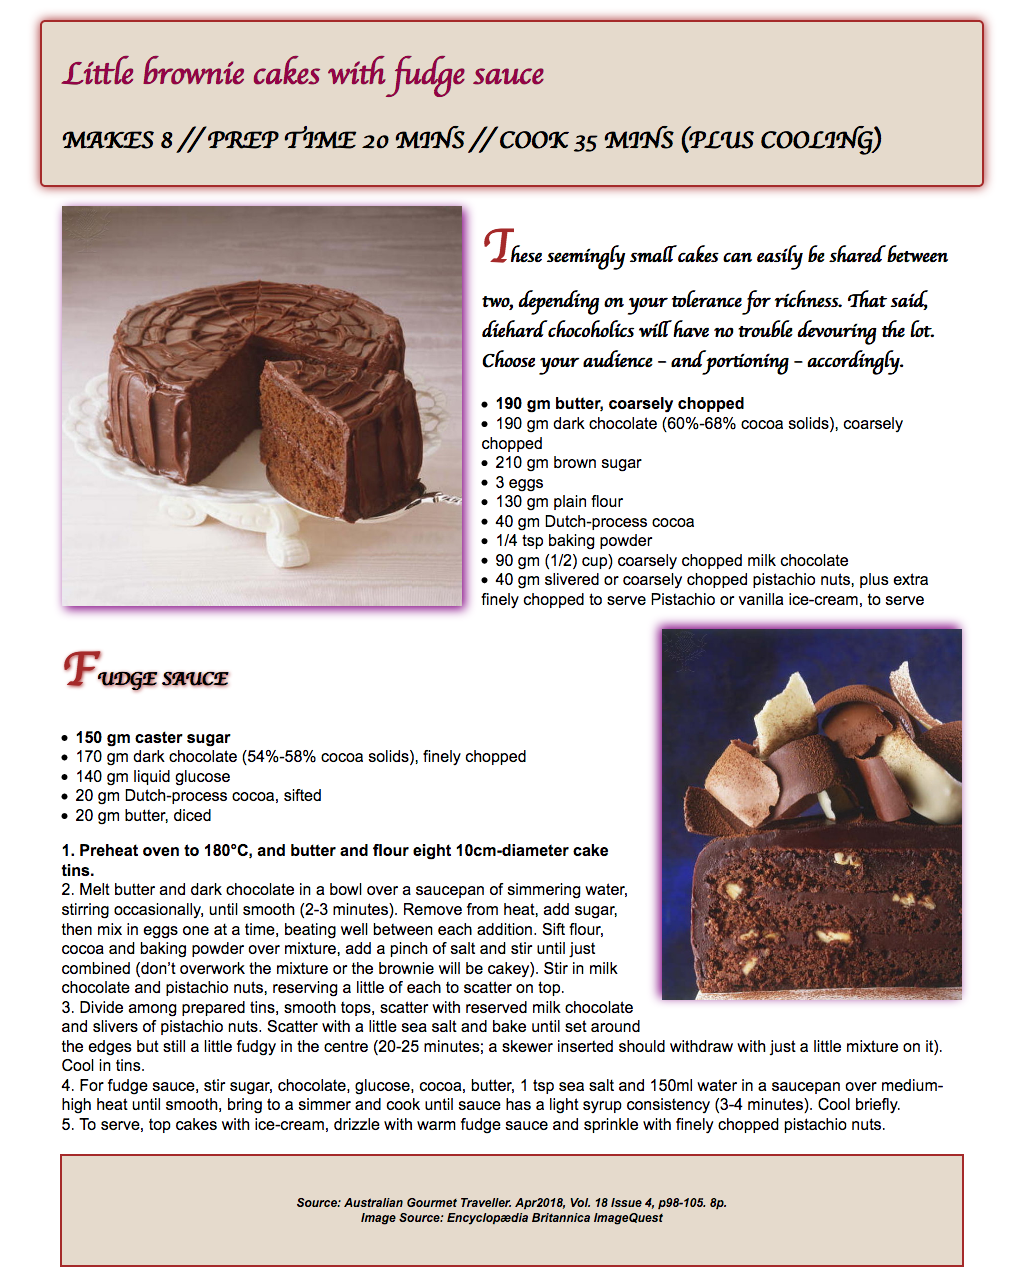 Little brownie cakes with fudge sauce
MAKES 8 // PREP TIME 20 MINS // COOK 35 MINS (PLUS COOLING)
These seemingly small cakes can easily be shared between
two, depending on your tolerance for richness. That said,
diehard chocoholics will have no trouble devouring the lot.
Choose your audience – and portioning – accordingly.
• 190 gm butter, coarsely chopped
• 190 gm dark chocolate (60%-68% cocoa solids), coarsely
chopped
• 210 gm brown sugar
• 3 eggs
• 130 gm plain flour
• 40 gm Dutch-process cocoa
• 1/4 tsp baking powder
• 90 gm (1/2) cup) coarsely chopped milk chocolate
• 40 gm slivered or coarsely chopped pistachio nuts, plus extra
finely chopped to serve Pistachio or vanilla ice-cream, to serve
FUDGE SAUCE
• 150 gm caster sugar
• 170 gm dark chocolate (54%-58% cocoa solids), finely chopped
• 140 gm liquid glucose
• 20 gm Dutch-process cocoa, sifted
• 20 gm butter, diced
1. Preheat oven to 180°C, and butter and flour eight 10cm-diameter cake
tins.
2. Melt butter and dark chocolate in a bowl over a saucepan of simmering water,
stirring occasionally, until smooth (2-3 minutes). Remove from heat, add sugar,
then mix in eggs one at a time, beating well between each addition. Sift flour,
cocoa and baking powder over mixture, add a pinch of salt and stir until just
combined (don't overwork the mixture or the brownie will be cakey). Stir in milk
chocolate and pistachio nuts, reserving a little of each to scatter on top.
3. Divide among prepared tins, smooth tops, scatter with reserved milk chocolate
and slivers of pistachio nuts. Scatter with a little sea salt and bake until set around
the edges but still a little fudgy in the centre (20-25 minutes; a skewer inserted should withdraw with just a little mixture on it).
Cool in tins.
4. For fudge sauce, stir sugar, chocolate, glucose, cocoa, butter, 1 tsp sea salt and 150ml water in a saucepan over medium-
high heat until smooth, bring to a simmer and cook until sauce has a light syrup consistency (3-4 minutes). Cool briefly.
5. To serve, top cakes with ice-cream, drizzle with warm fudge sauce and sprinkle with finely chopped pistachio nuts.
Source: Australian Gourmet Traveller. Apr2018, Vol. 18 Issue 4, p98-105. 8p.
Image Source: Encyclopædia Britannica ImageQuest